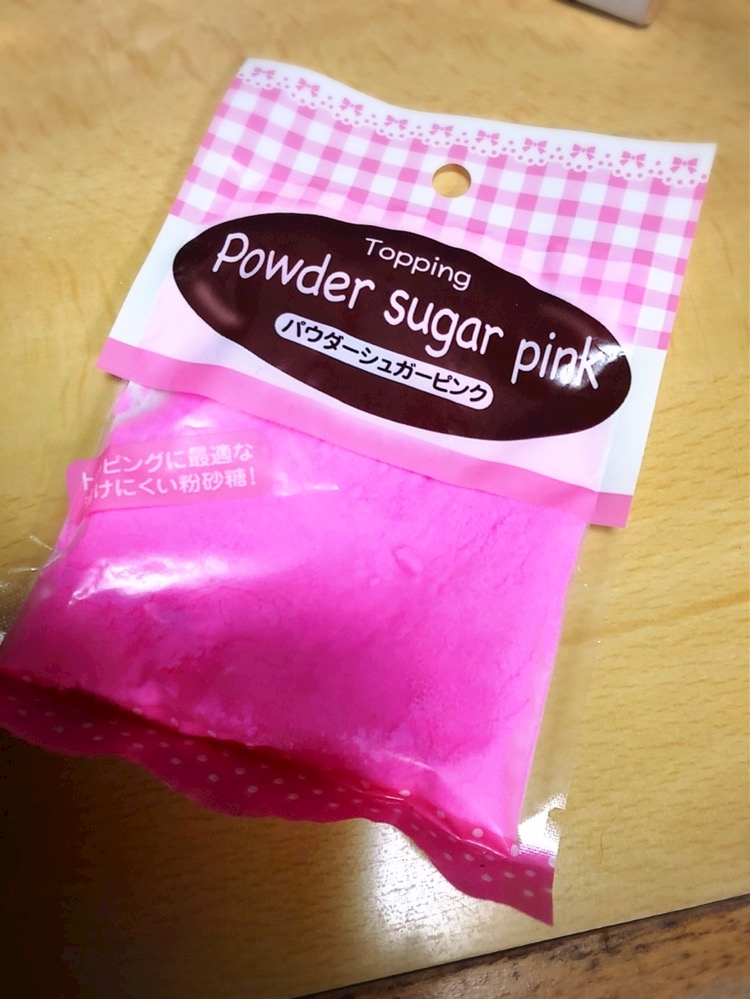 Topping
Powder sugar pink
パウダーシュガーピンク
ピングに最適な
けにくい粉砂糖!